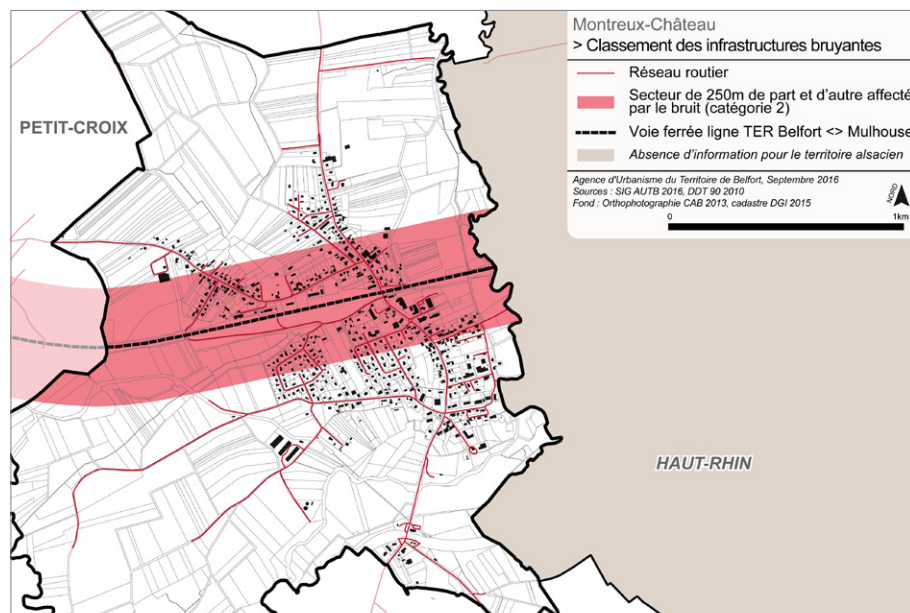 Montreux-Château
> Classement des infrastructures bruyantes
Réseau routier
Secteur de 250m de part et d'autre affecté
par le bruit (catégorie 2)
Voie ferrée ligne TER Belfort <> Mulhouse
Absence d'information pour le territoire alsacien
Agence d'Urbanisme du Territoire de Belfort, Septembre 2016
Sources : SIG AUTB 2016, DDT 90 2010
Fond : Orthophotographie CAB 2013, cadastre DGI 2015
NORD
0 1km
PETIT-CROIX
HAUT-RHIN